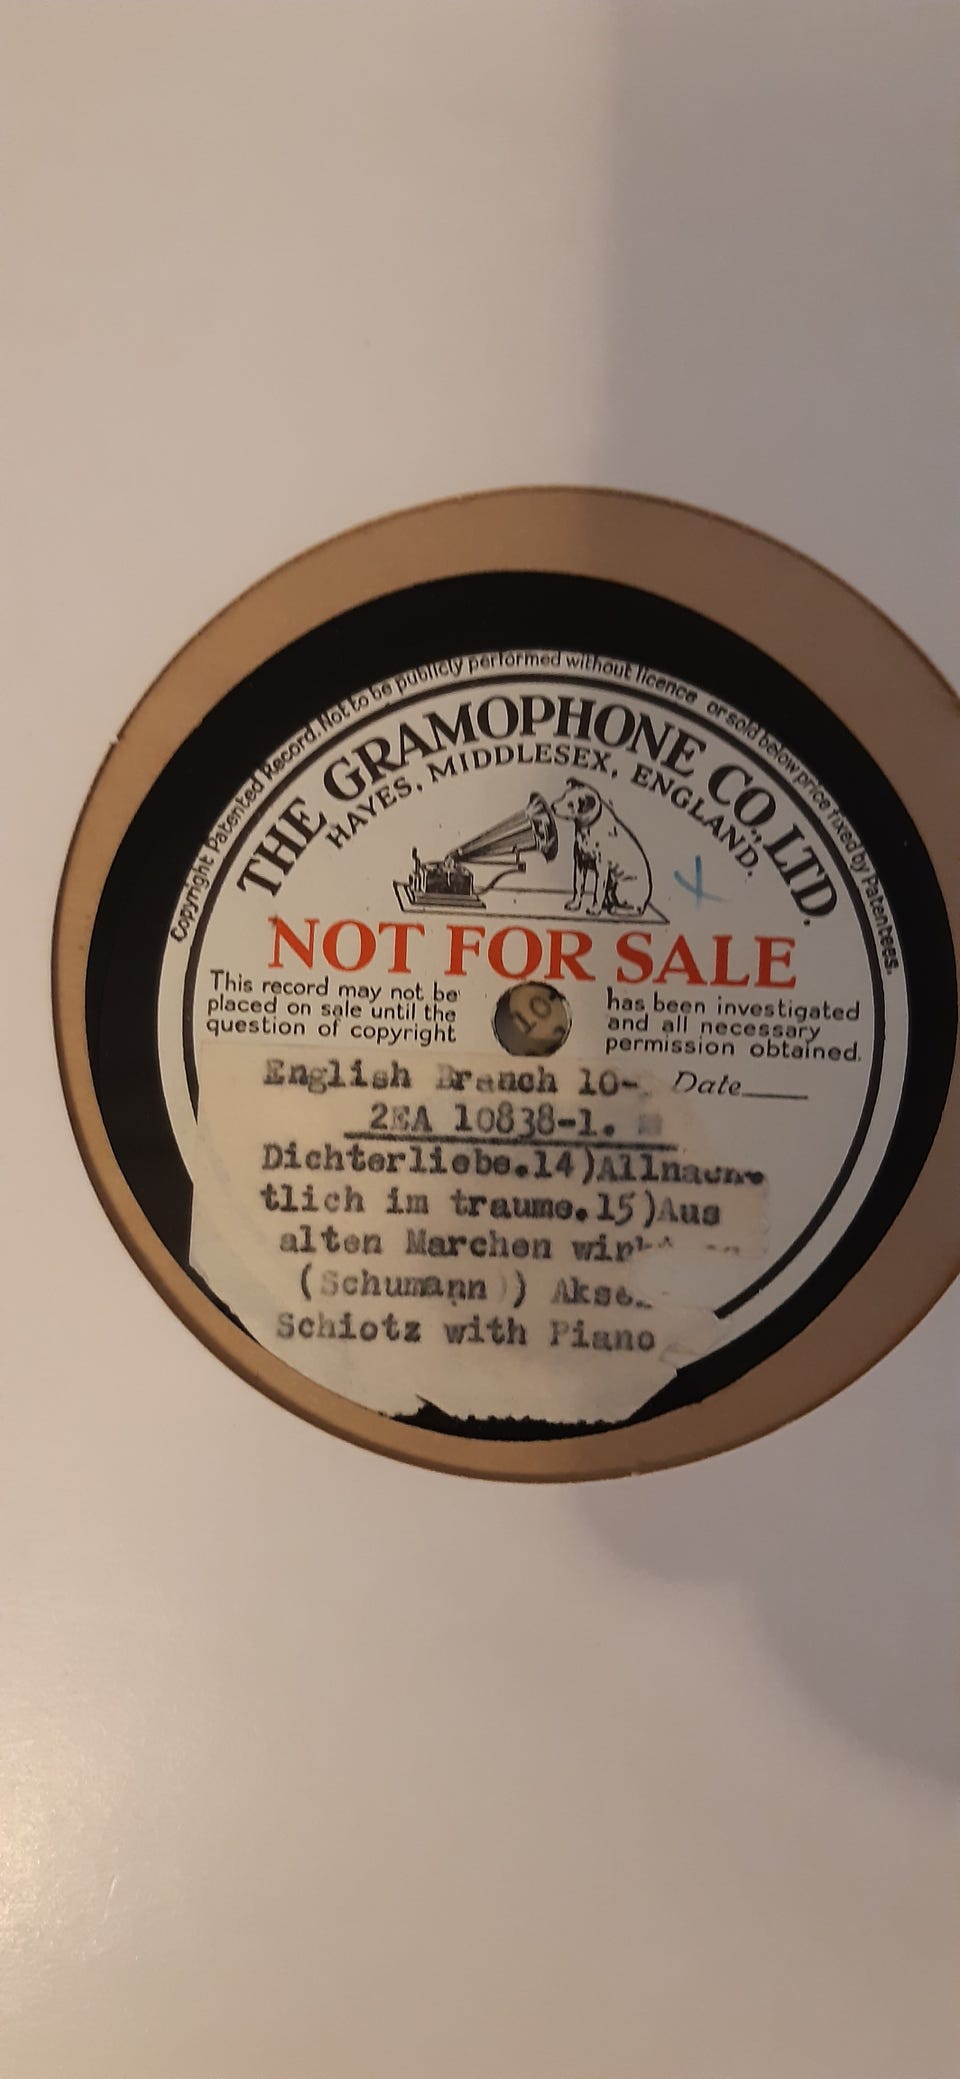 Copyright Patented Record. Not to be publicly performed without licence or sold below price fixed by Patentees.
THE GRAMOPHONE CO., LTD.
HAYES, MIDDLESEX, ENGLAND.
NOT FOR SALE
This record may not be
placed on sale until the
question of copyright
10
has been investigated
and all necessary
permission obtained.
English Branch 10-
Date
2EA 10838-1.
Dichterliebe.14)
tlich im traume.15)Aus
alten Marchen
(Schumann )
Schiotz with Piano